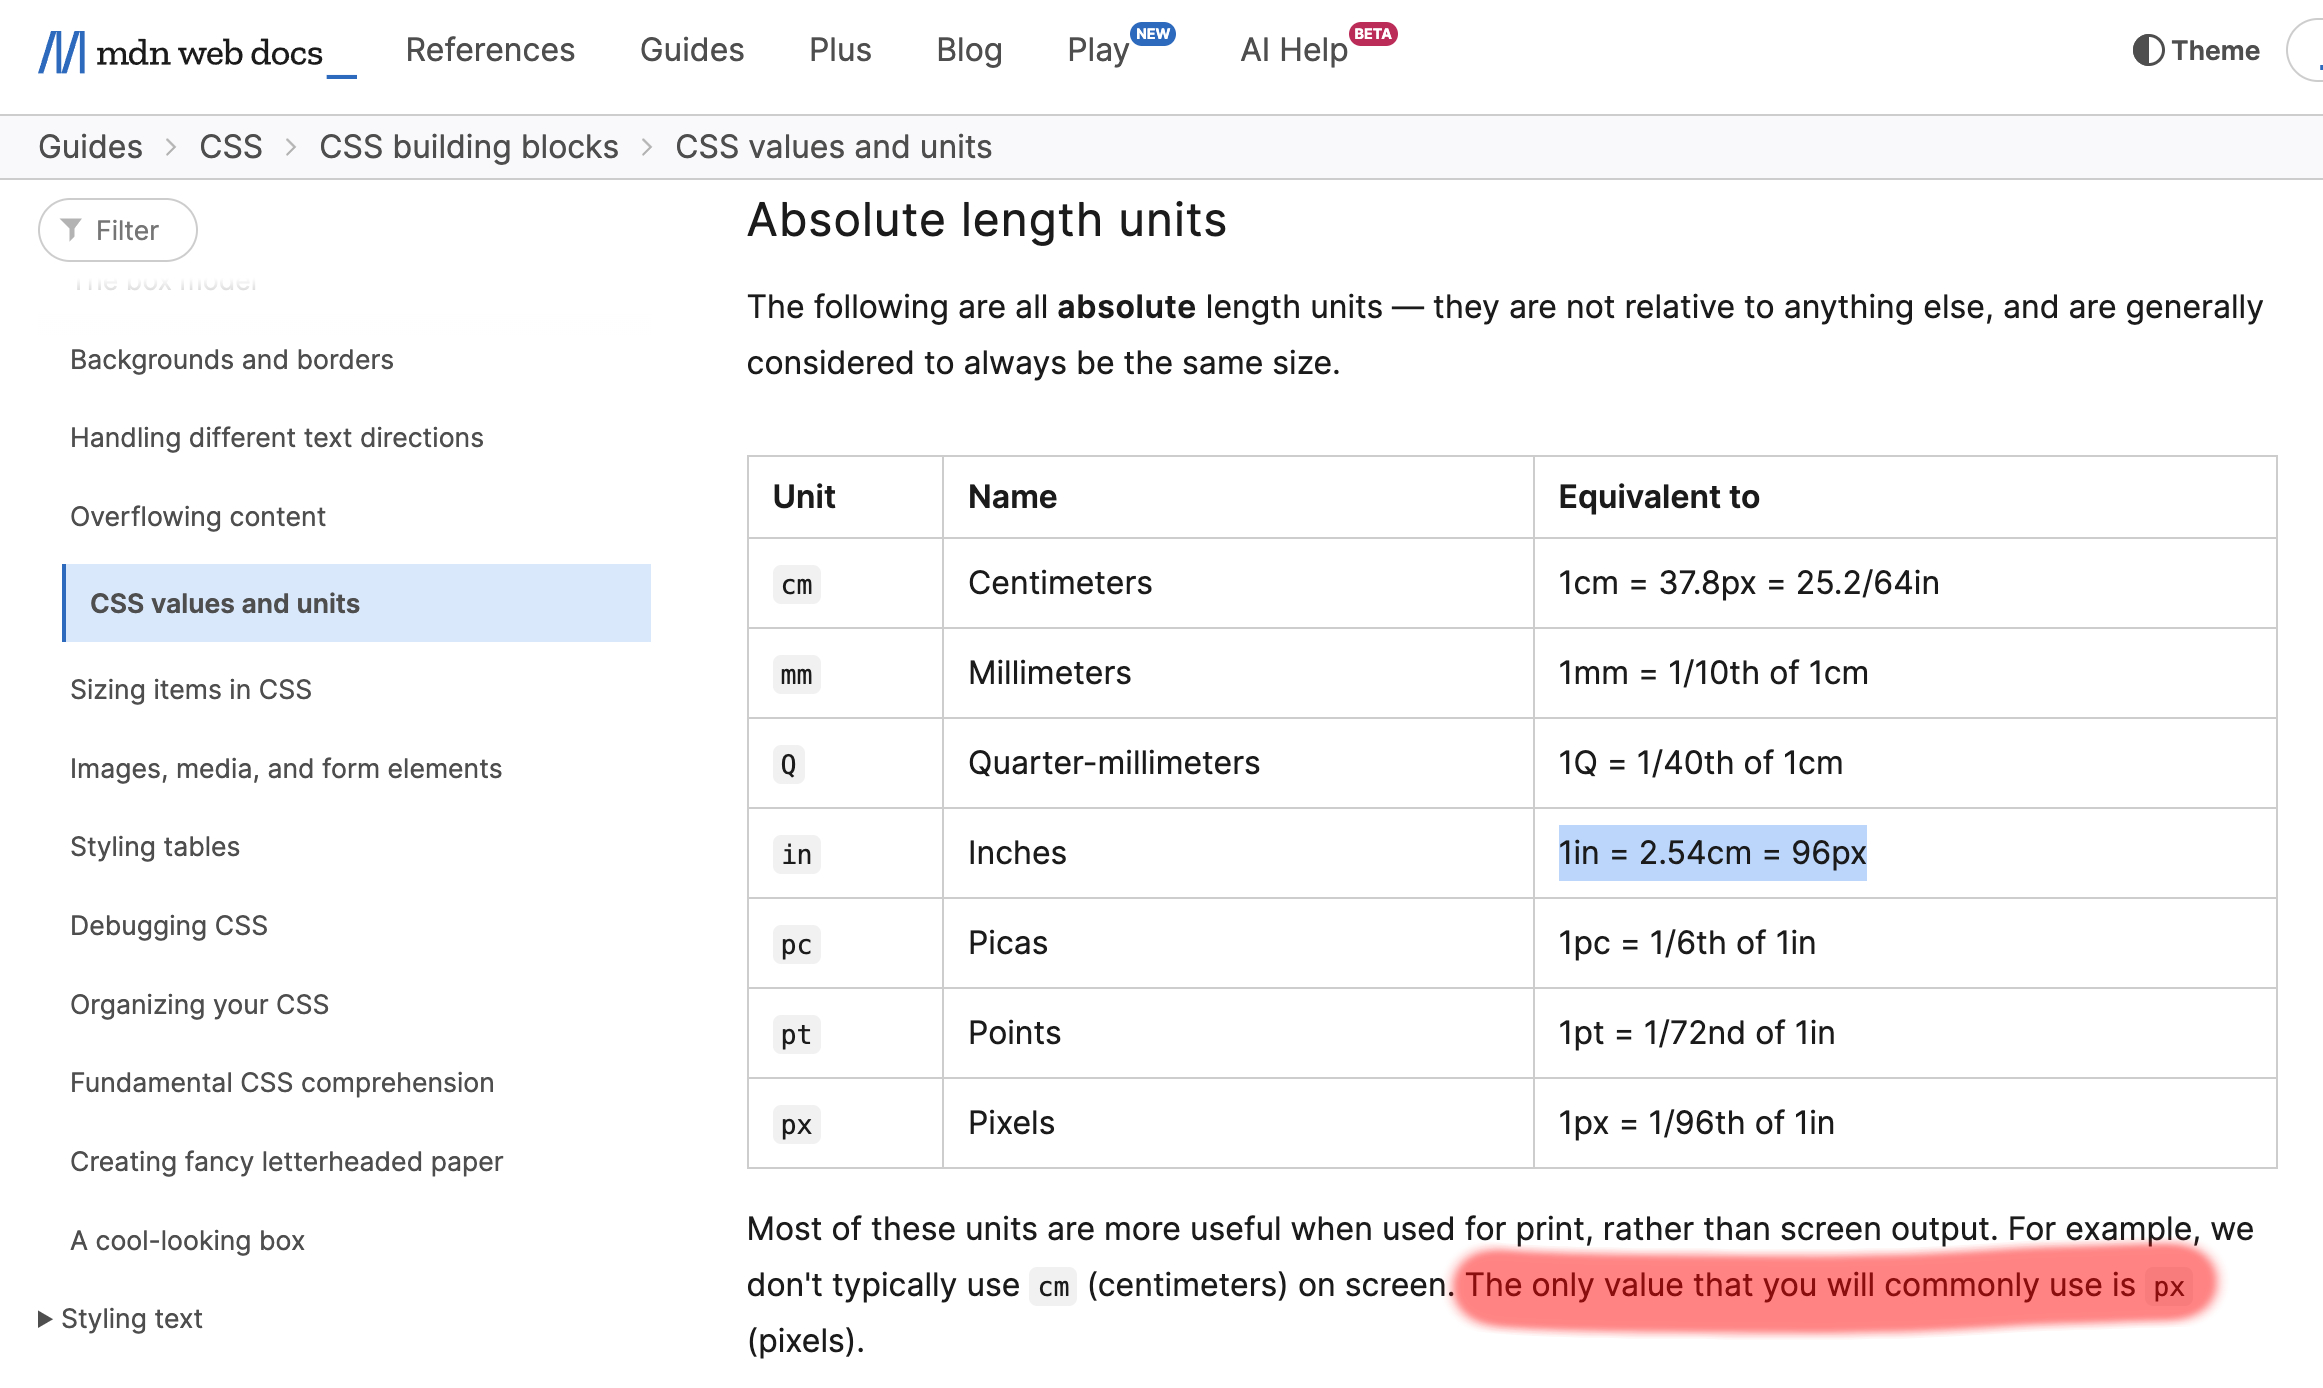 mdn web docs_
References
Guides
Plus
Blog
Play NEW
AI Help BETA
Theme
Guides > CSS > CSS building blocks > CSS values and units
Filter
The box model
Backgrounds and borders
Handling different text directions
Overflowing content
CSS values and units
Sizing items in CSS
Images, media, and form elements
Styling tables
Debugging CSS
Organizing your CSS
Fundamental CSS comprehension
Creating fancy letterheaded paper
A cool-looking box
Styling text
Absolute length units
The following are all absolute length units — they are not relative to anything else, and are generally
considered to always be the same size.
Unit Name Equivalent to
cm Centimeters 1cm = 37.8px = 25.2/64in
mm Millimeters 1mm = 1/10th of 1cm
Q Quarter-millimeters 1Q = 1/40th of 1cm
in Inches 1in = 2.54cm = 96px
pc Picas 1pc = 1/6th of 1in
pt Points 1pt = 1/72nd of 1in
px Pixels 1px = 1/96th of 1in
Most of these units are more useful when used for print, rather than screen output. For example, we
don't typically use cm (centimeters) on screen. The only value that you will commonly use is px
(pixels).